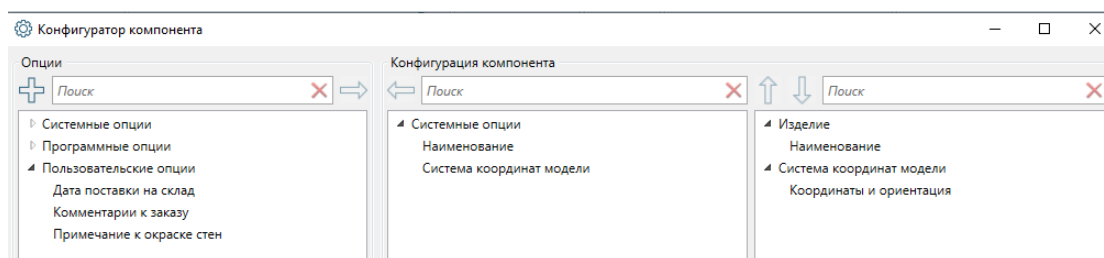 Конфигуратор компонента
Опции
Конфигурация компонента
Поиск
Поиск
Поиск
Системные опции
Программные опции
Пользовательские опции
Дата поставки на склад
Комментарии к заказу
Примечание к окраске стен
Системные опции
Наименование
Система координат модели
Изделие
Наименование
Система координат модели
Координаты и ориентация